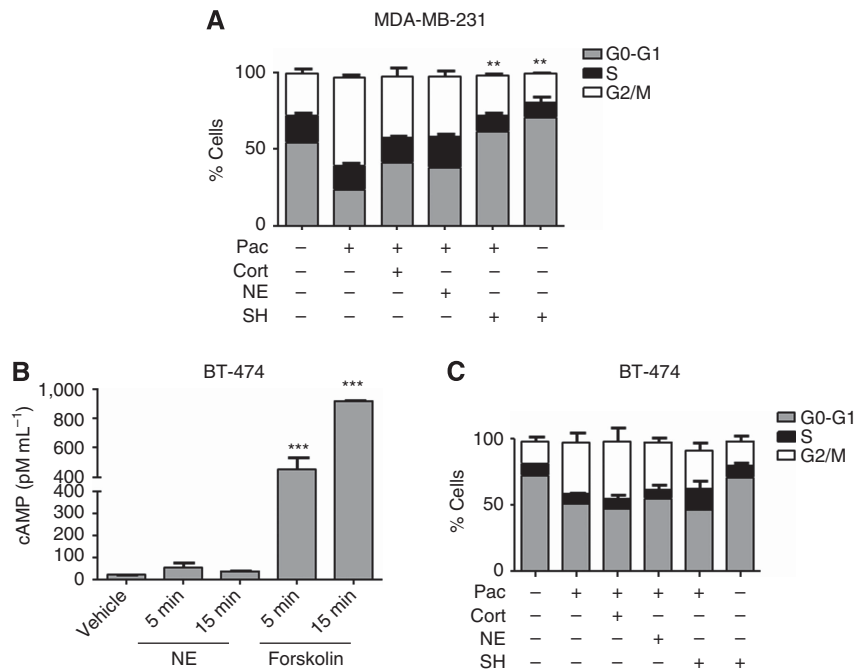 A
MDA-MB-231
% Cells
100
50
0
G0-G1
S
G2/M
** **
Pac – + + + + –
Cort – – + – – –
NE – – – + – –
SH – – – – + +
B
BT-474
cAMP (pM mL⁻¹)
1,000
800
600
400
400
300
200
100
0
***
***
Vehicle
5 min
15 min
5 min
15 min
NE
Forskolin
C
BT-474
% Cells
100
50
0
G0-G1
S
G2/M
Pac – + + + + –
Cort – – + – – –
NE – – – + – –
SH – – – – + +